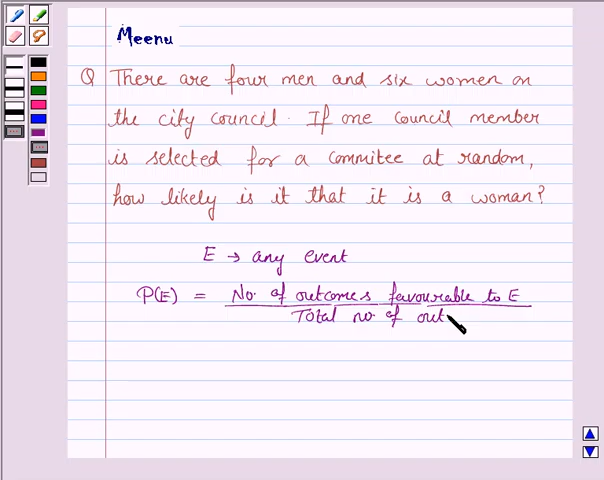 Meenu
Q There are four men and six women on
the city council. If one council member
is selected for a commitee at random,
how likely is it that it is a woman?
E → any event
P(E) = No. of outcomes favourable to E
Total no. of out